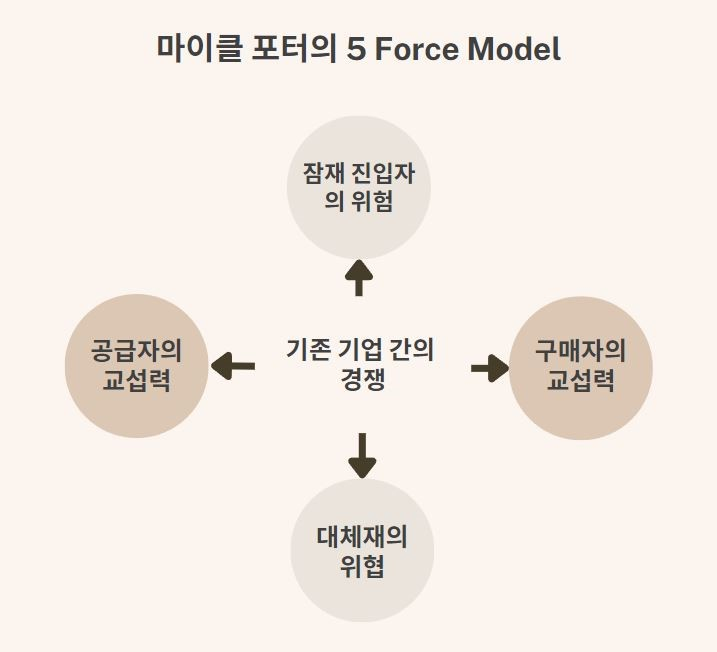 마이클 포터의 5 Force Model
잠재 진입자
의 위험
공급자의
교섭력
기존 기업 간의
경쟁
구매자의
교섭력
대체재의
위협